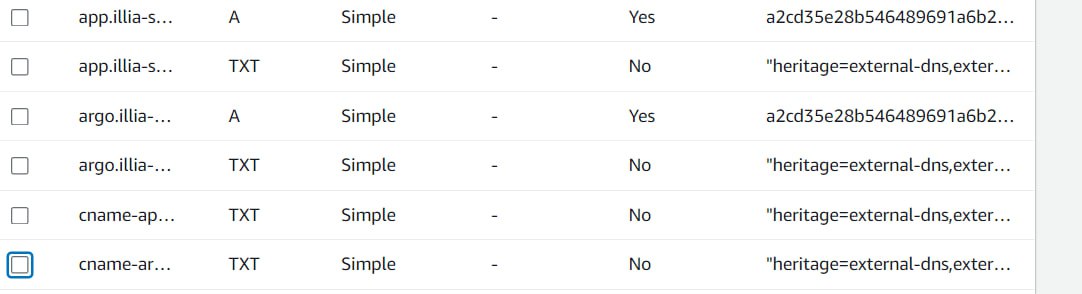 app.illia-s... A Simple - Yes a2cd35e28b546489691a6b2...
app.illia-s... TXT Simple - No "heritage=external-dns,exter...
argo.illia-... A Simple - Yes a2cd35e28b546489691a6b2...
argo.illia-... TXT Simple - No "heritage=external-dns,exter...
cname-ap... TXT Simple - No "heritage=external-dns,exter...
cname-ar... TXT Simple - No "heritage=external-dns,exter...